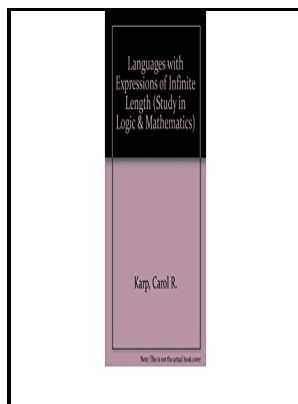 Languages with
Expressions of Infinite
Length (Study in
Logic & Mathematics)
Karp, Carol R.
Note: This is not the actual book cover